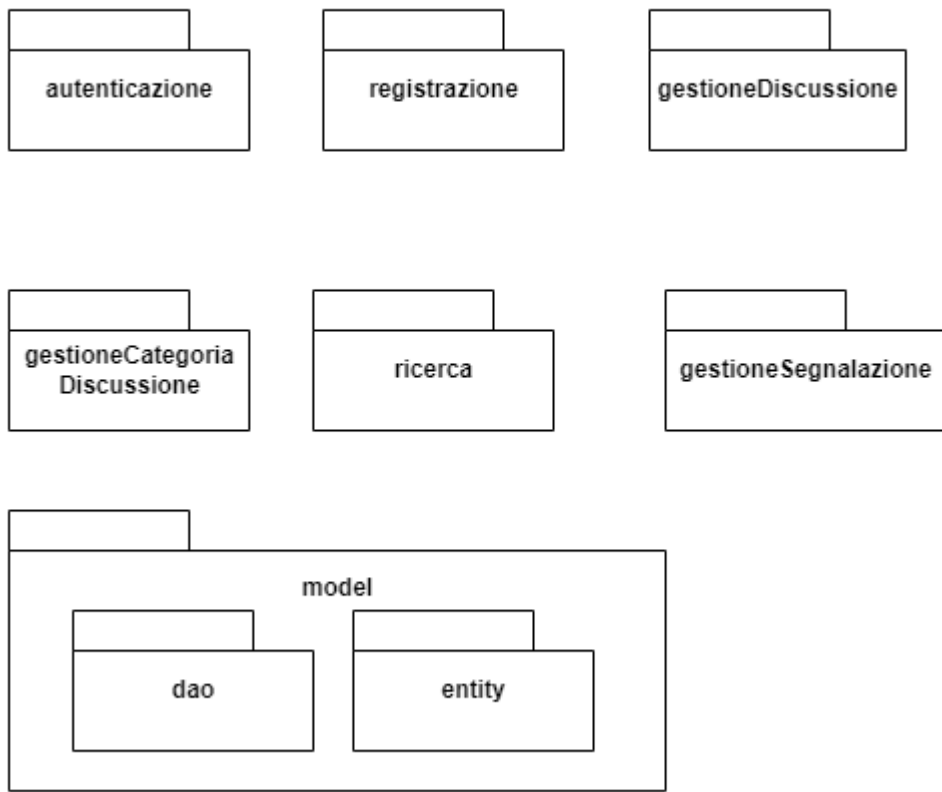 autenticazione
registrazione
gestioneDiscussione
gestioneCategoria
Discussione
ricerca
gestioneSegnalazione
model
dao
entity